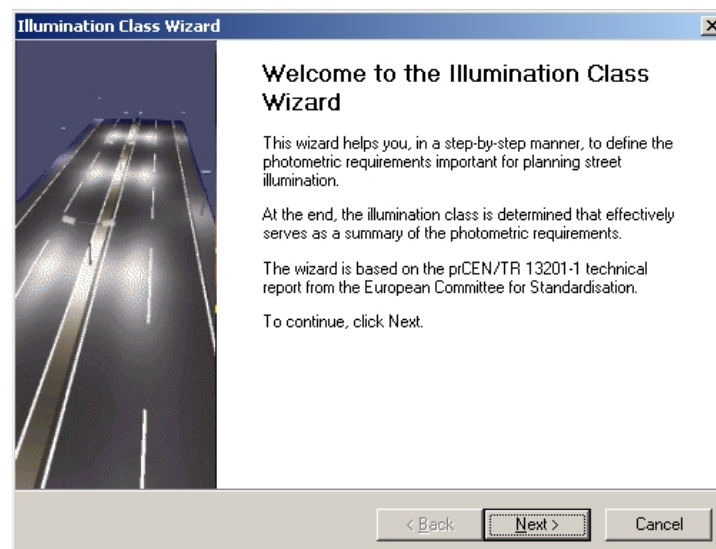 Illumination Class Wizard
Welcome to the Illumination Class
Wizard
This wizard helps you, in a step-by-step manner, to define the
photometric requirements important for planning street
illumination.
At the end, the illumination class is determined that effectively
serves as a summary of the photometric requirements.
The wizard is based on the prCEN/TR 13201-1 technical
report from the European Committee for Standardisation.
To continue, click Next.
< Back
Next >
Cancel